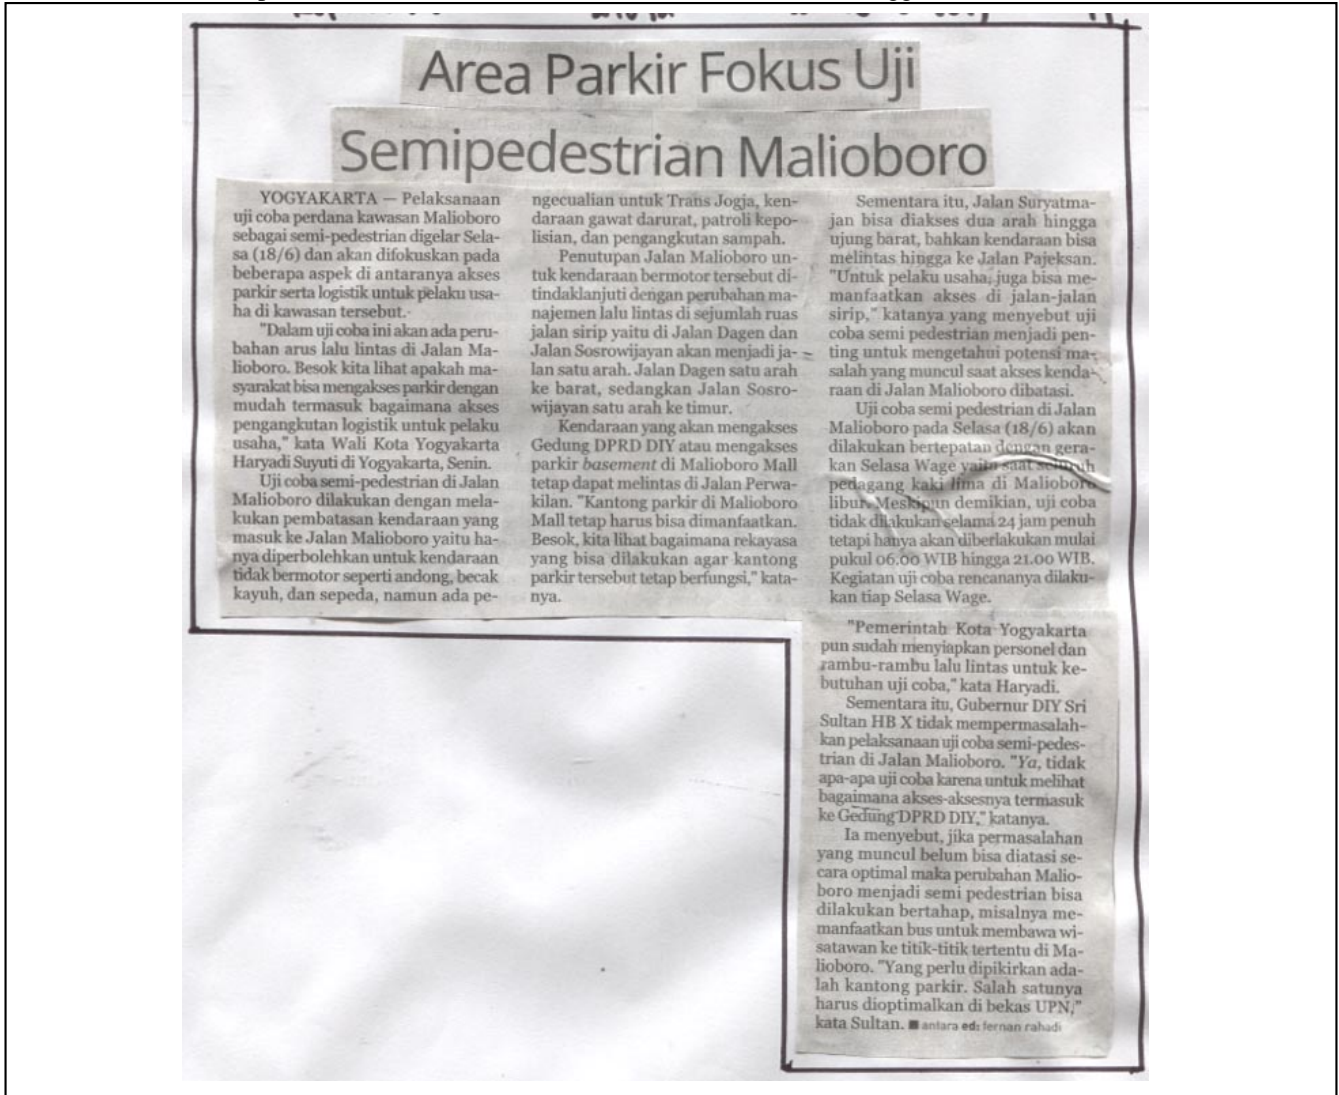 Area Parkir Fokus Uji
Semipedestrian Malioboro
YOGYAKARTA — Pelaksanaan
uji coba perdana kawasan Malioboro
sebagai semi-pedestrian digelar Sela-
sa (18/6) dan akan difokuskan pada
beberapa aspek di antaranya akses
parkir serta logistik untuk pelaku usa-
ha di kawasan tersebut.
"Dalam uji coba ini akan ada peru-
bahan arus lalu lintas di Jalan Ma-
lioboro. Besok kita lihat apakah ma-
syarakat bisa mengakses parkir dengan
mudah termasuk bagaimana akses
pengangkutan logistik untuk pelaku
usaha," kata Wali Kota Yogyakarta
Haryadi Suyuti di Yogyakarta, Senin.
Uji coba semi-pedestrian di Jalan
Malioboro dilakukan dengan mela-
kukan pembatasan kendaraan yang
masuk ke Jalan Malioboro yaitu ha-
nya diperbolehkan untuk kendaraan
tidak bermotor seperti andong, becak
kayuh, dan sepeda, namun ada pe-
ngecualian untuk Trans Jogja, ken-
daraan gawat darurat, patroli kepo-
lisian, dan pengangkutan sampah.
Penutupan Jalan Malioboro un-
tuk kendaraan bermotor tersebut di-
tindaklanjuti dengan perubahan ma-
najemen lalu lintas di sejumlah ruas
jalan sirip yaitu di Jalan Dagen dan
Jalan Sosrowijayan akan menjadi ja-
lan satu arah. Jalan Dagen satu arah
ke barat, sedangkan Jalan Sosro-
wijayan satu arah ke timur.
Kendaraan yang akan mengakses
Gedung DPRD DIY atau mengakses
parkir basement di Malioboro Mall
tetap dapat melintas di Jalan Perwa-
kilan. "Kantong parkir di Malioboro
Mall tetap harus bisa dimanfaatkan.
Besok, kita lihat bagaimana rekayasa
yang bisa dilakukan agar kantong
parkir tersebut tetap berfungsi," kata-
nya.
Sementara itu, Jalan Suryatma-
jan bisa diakses dua arah hingga
ujung barat, bahkan kendaraan bisa
melintas hingga ke Jalan Pajeksan.
"Untuk pelaku usaha, juga bisa me-
manfaatkan akses di jalan-jalan
sirip," katanya yang menyebut uji
coba semi pedestrian menjadi pen-
ting untuk mengetahui potensi ma-
salah yang muncul saat akses kenda-
raan di Jalan Malioboro dibatasi.
Uji coba semi pedestrian di Jalan
Malioboro pada Selasa (18/6) akan
dilakukan bertepatan dengan gera-
kan Selasa Wage yaitu saat seluruh
pedagang kaki lima di Malioboro
libur. Meskipun demikian, uji coba
tidak dilakukan selama 24 jam penuh
tetapi hanya akan diberlakukan mulai
pukul 06.00 WIB hingga 21.00 WIB.
Kegiatan uji coba rencananya dilaku-
kan tiap Selasa Wage.
"Pemerintah Kota Yogyakarta
pun sudah menyiapkan personel dan
rambu-rambu lalu lintas untuk ke-
butuhan uji coba," kata Haryadi.
Sementara itu, Gubernur DIY Sri
Sultan HB X tidak mempermasalah-
kan pelaksanaan uji coba semi-pedes-
trian di Jalan Malioboro. "Ya, tidak
apa-apa uji coba karena untuk melihat
bagaimana akses-aksesnya termasuk
ke Gedung DPRD DIY," katanya.
Ia menyebut, jika permasalahan
yang muncul belum bisa diatasi se-
cara optimal maka perubahan Malio-
boro menjadi semi pedestrian bisa
dilakukan bertahap, misalnya me-
manfaatkan bus untuk membawa wi-
satawan ke titik-titik tertentu di Ma-
lioboro. "Yang perlu dipikirkan ada-
lah kantong parkir. Salah satunya
harus dioptimalkan di bekas UPN,"
kata Sultan. ■ antara ed: fernan rahadi